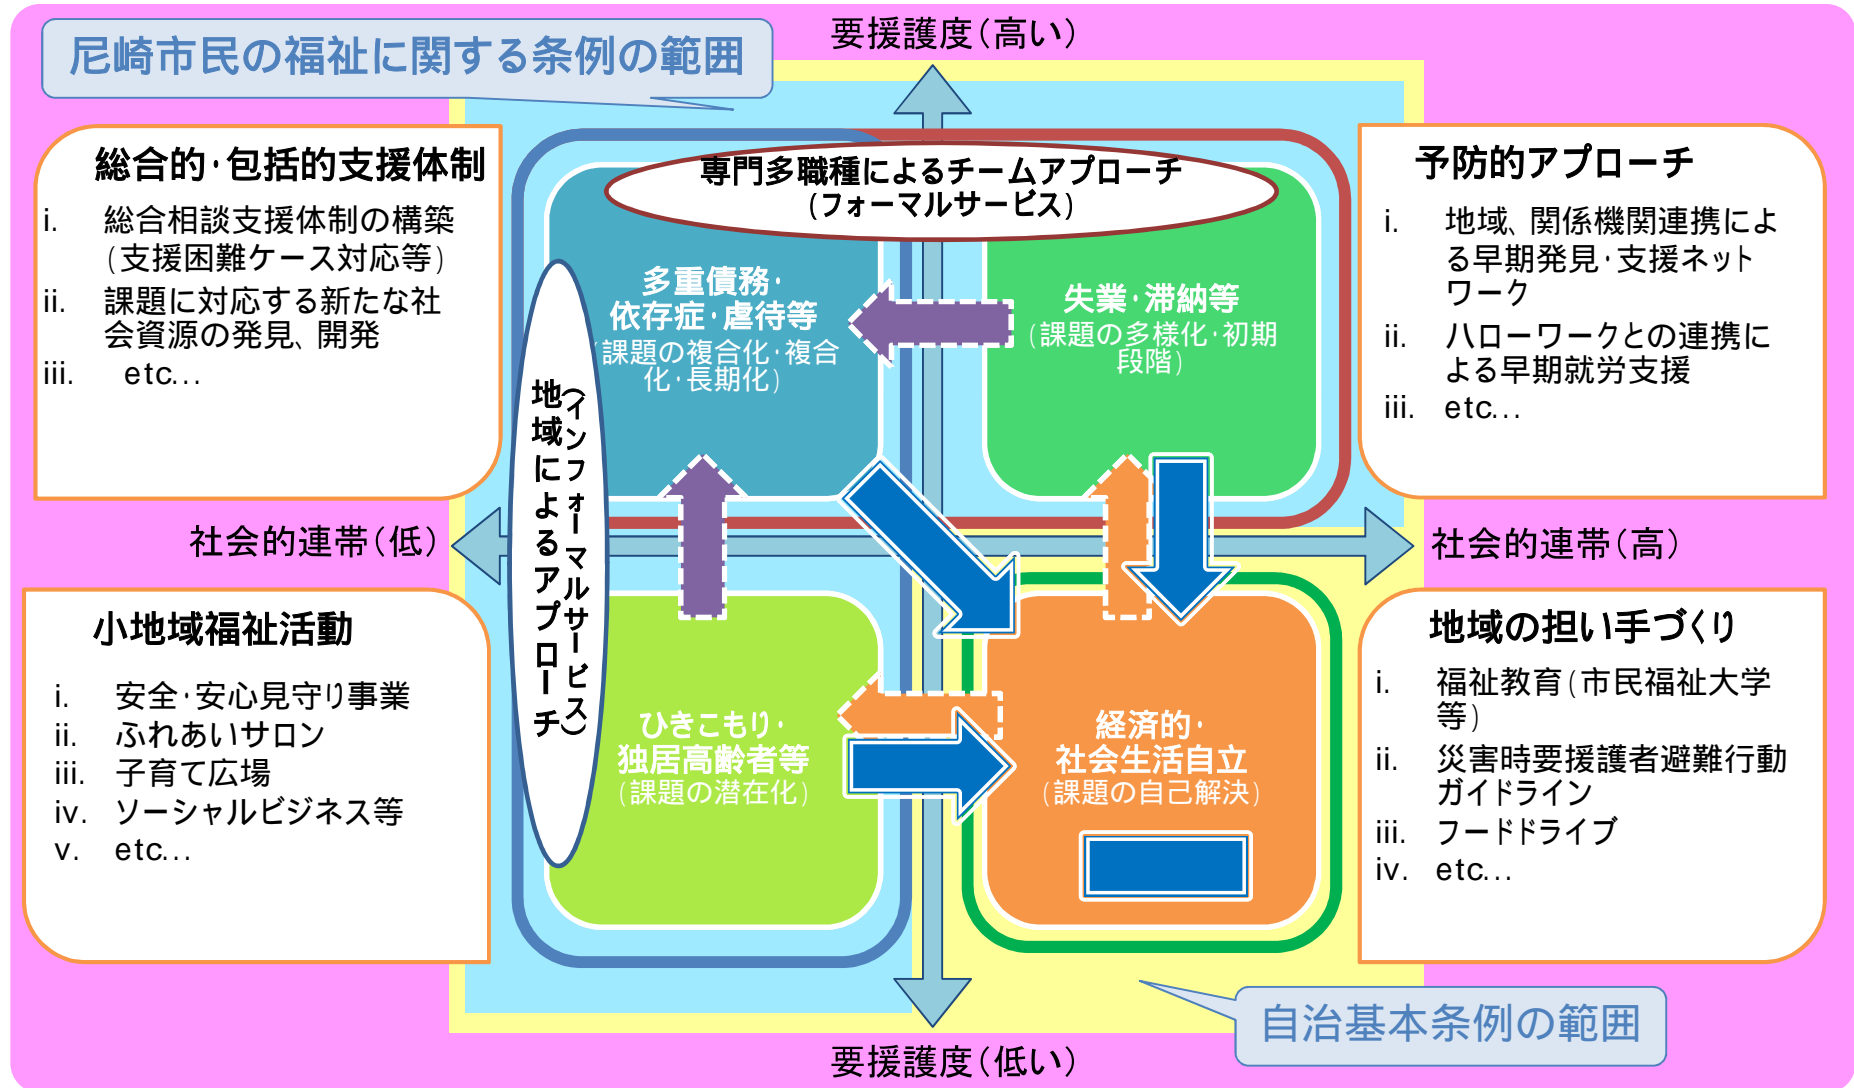 要援護度(高い)
尼崎市民の福祉に関する条例の範囲
総合的・包括的支援体制
i. 総合相談支援体制の構築
(支援困難ケース対応等)
ii. 課題に対応する新たな社
会資源の発見、開発
iii. etc…
専門多職種によるチームアプローチ
(フォーマルサービス)
予防的アプローチ
i. 地域、関係機関連携によ
る早期発見・支援ネット
ワーク
ii. ハローワークとの連携に
よる早期就労支援
iii. etc…
多重債務・
依存症・虐待等
(課題の複合化・複合
化・長期化)
失業・滞納等
(課題の多様化・初期
段階)
地域によるアプローチ
(インフォーマルサービス)
社会的連帯(低)
社会的連帯(高)
小地域福祉活動
i. 安全・安心見守り事業
ii. ふれあいサロン
iii. 子育て広場
iv. ソーシャルビジネス等
v. etc…
ひきこもり・
独居高齢者等
(課題の潜在化)
経済的・
社会生活自立
(課題の自己解決)
地域の担い手づくり
i. 福祉教育(市民福祉大学
等)
ii. 災害時要援護者避難行動
ガイドライン
iii. フードドライブ
iv. etc…
自治基本条例の範囲
要援護度(低い)